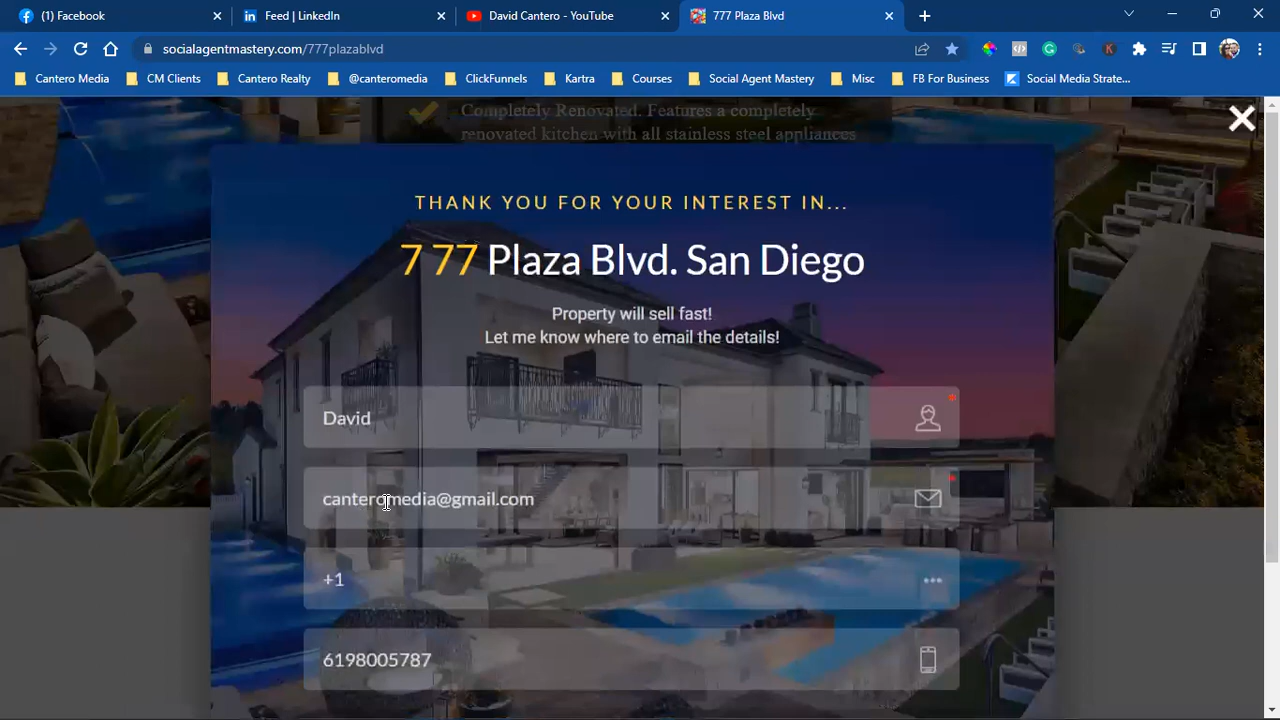 (1) Facebook
Feed | LinkedIn
David Cantero - YouTube
777 Plaza Blvd
socialagentmastery.com/777plazablvd
Cantero Media
CM Clients
Cantero Realty
@canteromedia
ClickFunnels
Kartra
Courses
Social Agent Mastery
Misc
FB For Business
Social Media Strate...
Completely Renovated. Features a completely
renovated kitchen with all stainless steel appliances
THANK YOU FOR YOUR INTEREST IN...
777 Plaza Blvd. San Diego
Property will sell fast!
Let me know where to email the details!
David
canteromedia@gmail.com
+1
6198005787